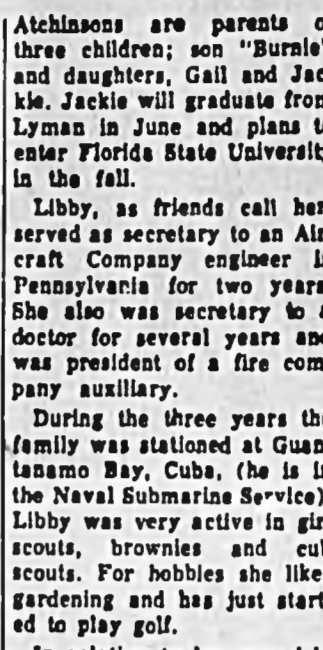 Atchinsons are parents o
three children; son "Burnie'
and daughters, Gail and Jac
kie. Jackie will graduate from
Lyman in June and plans t
enter Florida State Universit
in the fall.
Libby, as friends call her
served as secretary to an Air
craft Company engineer i
Pennsylvania for two years
She also was secretary to a
doctor for several years an
was president of a fire com
pany auxiliary.
During the three years th
family was stationed at Guan
tanamo Bay, Cuba, (he is i
the Naval Submarine Service)
Libby was very active in gir
scouts, brownies and cub
scouts. For hobbies she like
gardening and has just start
ed to play golf.